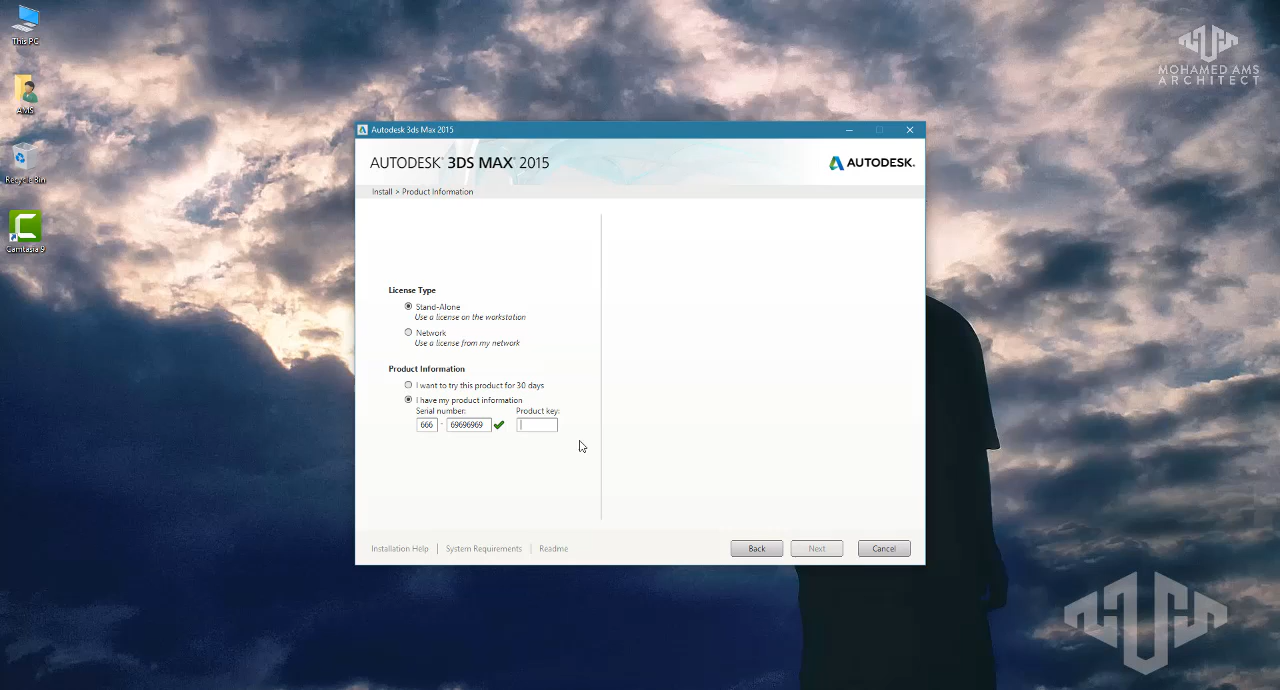 This PC
AMS
Recycle Bin
Camtasia 9
MOHAMED AMS
ARCHITECT
Autodesk 3ds Max 2015
AUTODESK® 3DS MAX® 2015
AUTODESK.
Install > Product Information
License Type
Stand-Alone
Use a license on the workstation
Network
Use a license from my network
Product Information
I want to try this product for 30 days
I have my product information
Serial number: Product key:
666 - 69696969
Installation Help | System Requirements | Readme
Back Next Cancel